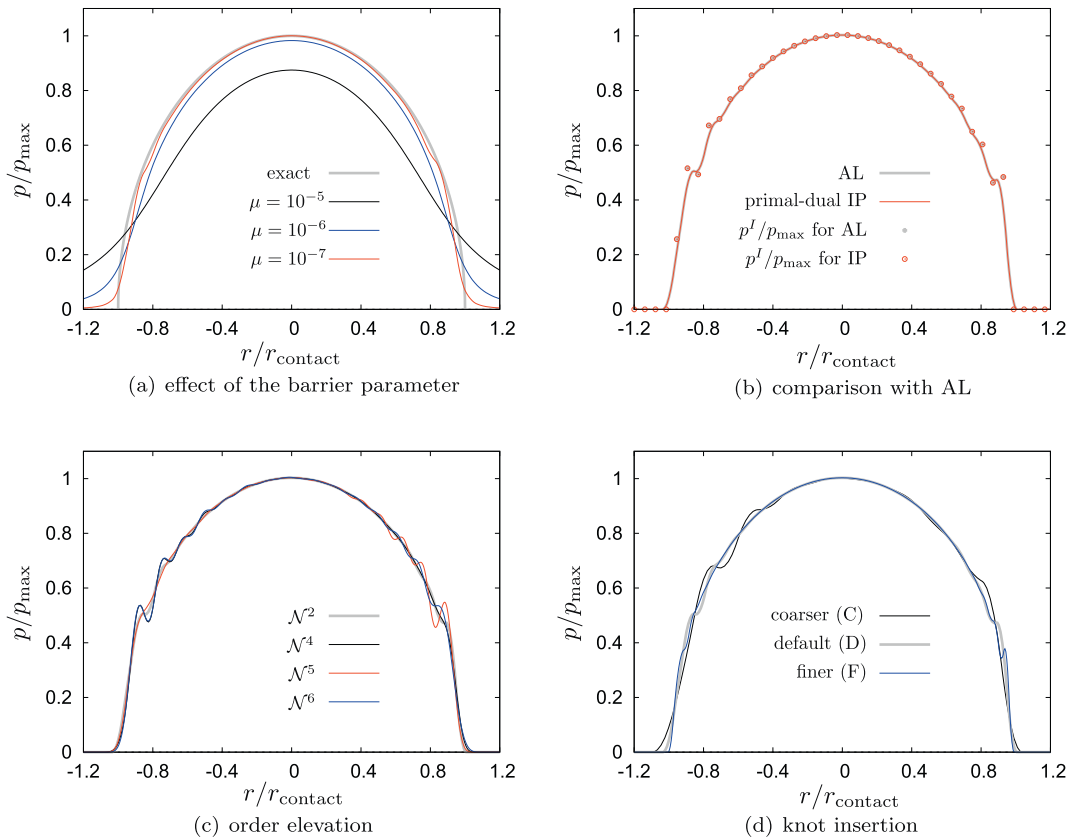 1
0.8
0.6
0.4
0.2
0
p/p_max
exact
μ = 10^−5
μ = 10^−6
μ = 10^−7
-1.2 -0.8 -0.4 0 0.4 0.8 1.2
r/r_contact
(a) effect of the barrier parameter
1
0.8
0.6
0.4
0.2
0
p/p_max
AL
primal-dual IP
p^I/p_max for AL
p^I/p_max for IP
-1.2 -0.8 -0.4 0 0.4 0.8 1.2
r/r_contact
(b) comparison with AL
1
0.8
0.6
0.4
0.2
0
p/p_max
𝒩^2
𝒩^4
𝒩^5
𝒩^6
-1.2 -0.8 -0.4 0 0.4 0.8 1.2
r/r_contact
(c) order elevation
1
0.8
0.6
0.4
0.2
0
p/p_max
coarser (C)
default (D)
finer (F)
-1.2 -0.8 -0.4 0 0.4 0.8 1.2
r/r_contact
(d) knot insertion